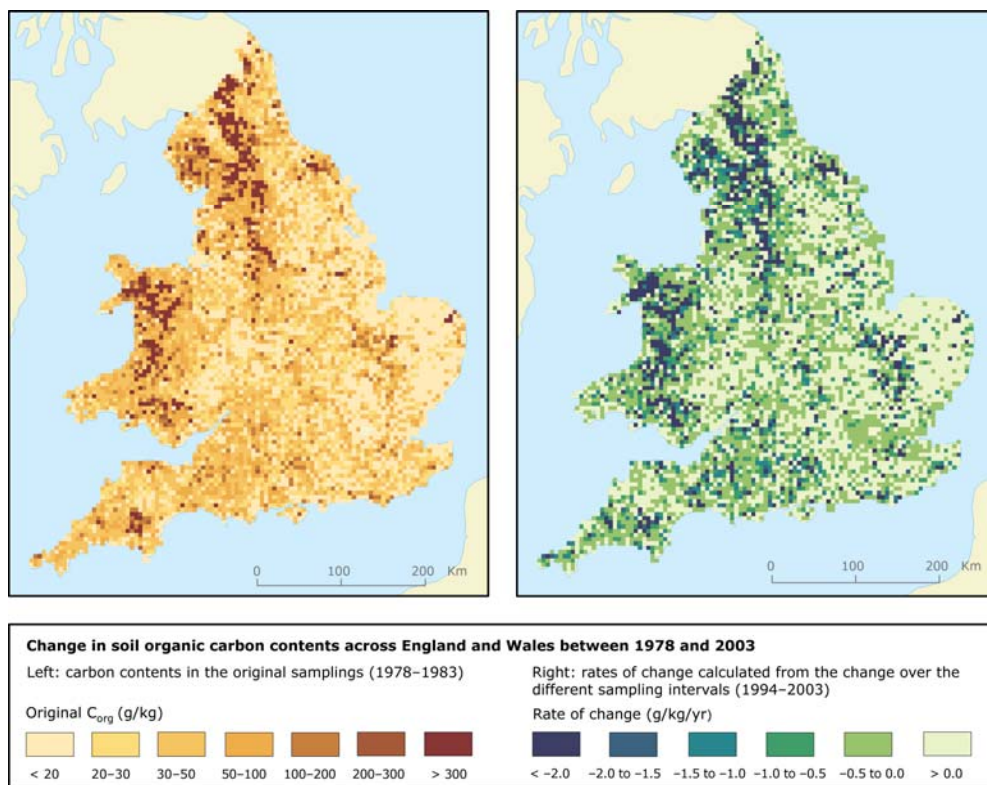 0 100 200 Km
0 100 200 Km
Change in soil organic carbon contents across England and Wales between 1978 and 2003
Left: carbon contents in the original samplings (1978–1983)
Original Corg (g/kg)
< 20 20–30 30–50 50–100 100–200 200–300 > 300
Right: rates of change calculated from the change over the
different sampling intervals (1994–2003)
Rate of change (g/kg/yr)
< –2.0 –2.0 to –1.5 –1.5 to –1.0 –1.0 to –0.5 –0.5 to 0.0 > 0.0